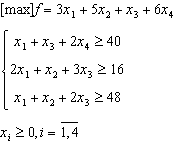 [max]f = 3x₁ + 5x₂ + x₃ + 6x₄
{ x₁ + x₃ + 2x₄ ≥ 40
2x₁ + x₂ + 3x₃ ≥ 16
x₁ + x₂ + 2x₃ ≥ 48
xᵢ ≥ 0, i = 1,4̅